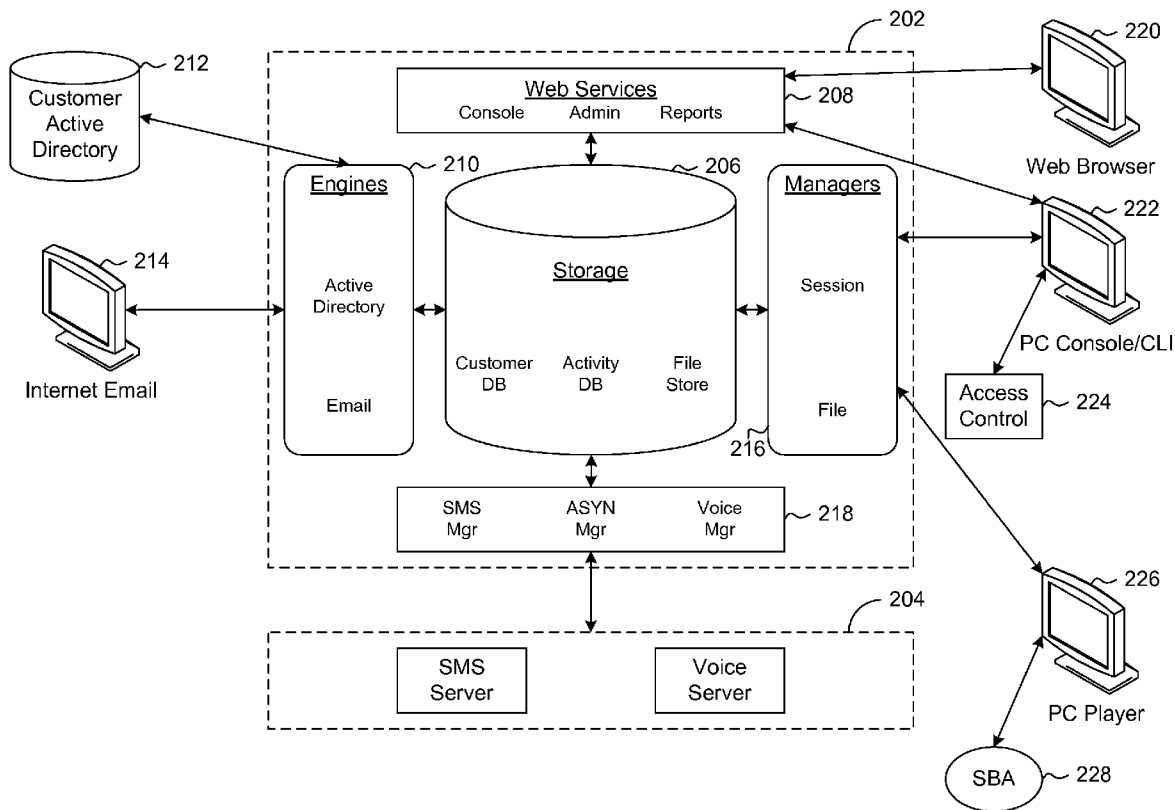 202
220
212
Customer
Active
Directory
Web Services
Console Admin Reports
208
Web Browser
210
Engines
206
Managers
222
214
Storage
Active
Directory
Session
PC Console/CLI
Internet Email
Customer
DB
Activity
DB
File
Store
Email
File
216
Access
Control
224
SMS
Mgr
ASYN
Mgr
Voice
Mgr
218
226
204
SMS
Server
Voice
Server
PC Player
SBA
228